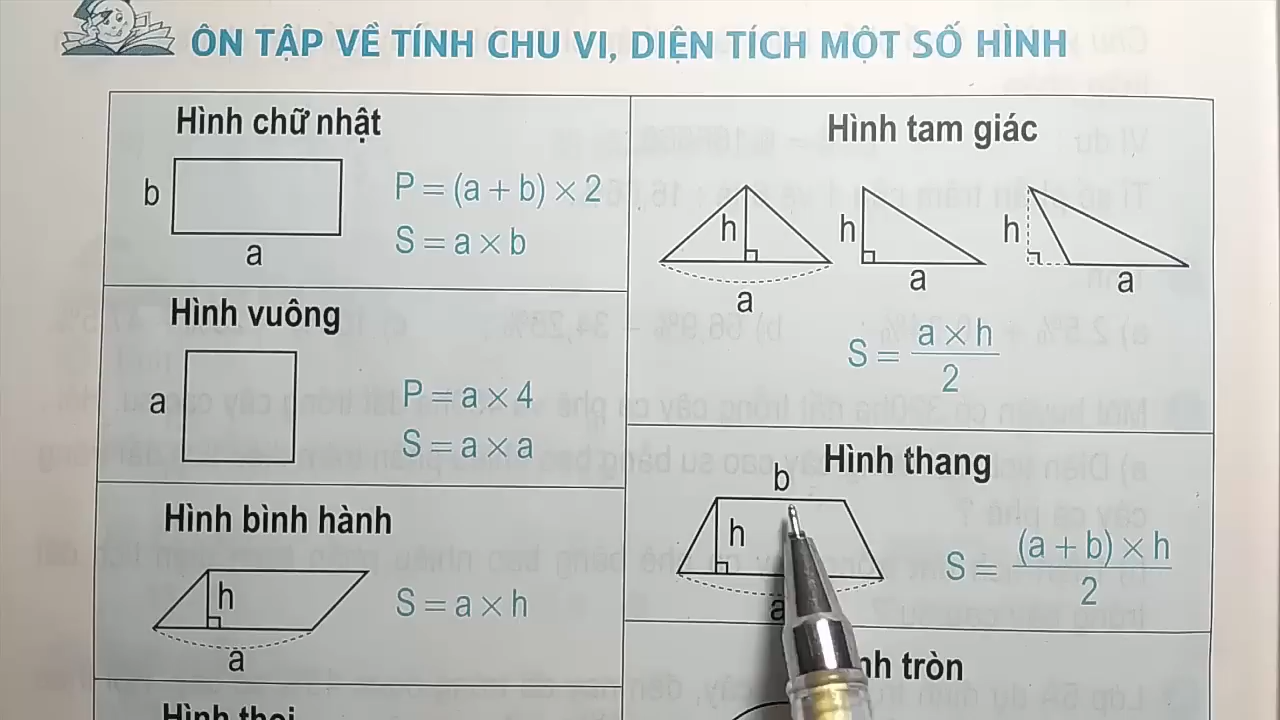 ÔN TẬP VỀ TÍNH CHU VI, DIỆN TÍCH MỘT SỐ HÌNH
Hình chữ nhật
b
a
P = (a + b) × 2
S = a × b
Hình vuông
a
P = a × 4
S = a × a
Hình bình hành
h
a
S = a × h
Hình thoi
Hình tam giác
h
a
h
a
h
a
S = a × h / 2
Hình thang
b
h
a
S = (a + b) × h / 2
tròn